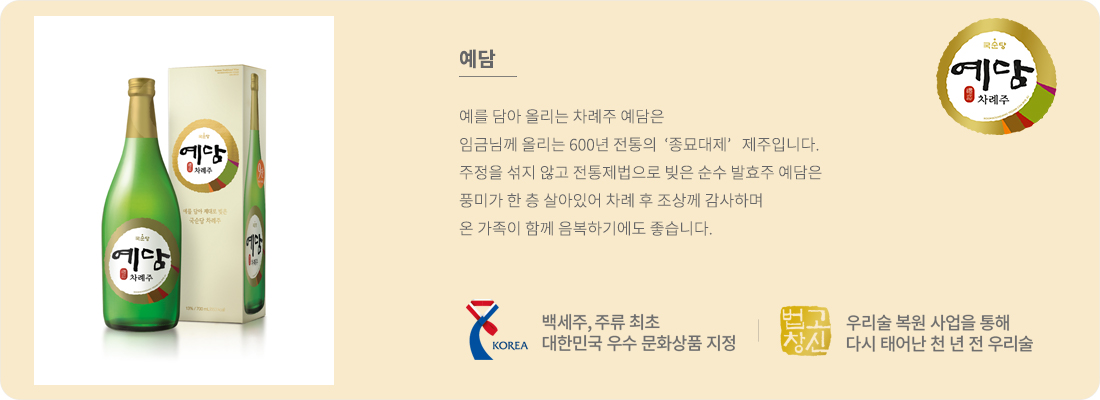 예담
예를 담아 올리는 차례주 예담은
임금님께 올리는 600년 전통의 ‘종묘대제’ 제주입니다.
주정을 섞지 않고 전통제법으로 빚은 순수 발효주 예담은
풍미가 한 층 살아있어 차례 후 조상께 감사하며
온 가족이 함께 음복하기에도 좋습니다.
국순당
예담
차례주
국순당
예담
차례주
예를 담아 제대로 빚은
국순당 차례주
국순당
예담
차례주
예담
KOREA
백세주, 주류 최초
대한민국 우수 문화상품 지정
법고
창신
우리술 복원 사업을 통해
다시 태어난 천 년 전 우리술